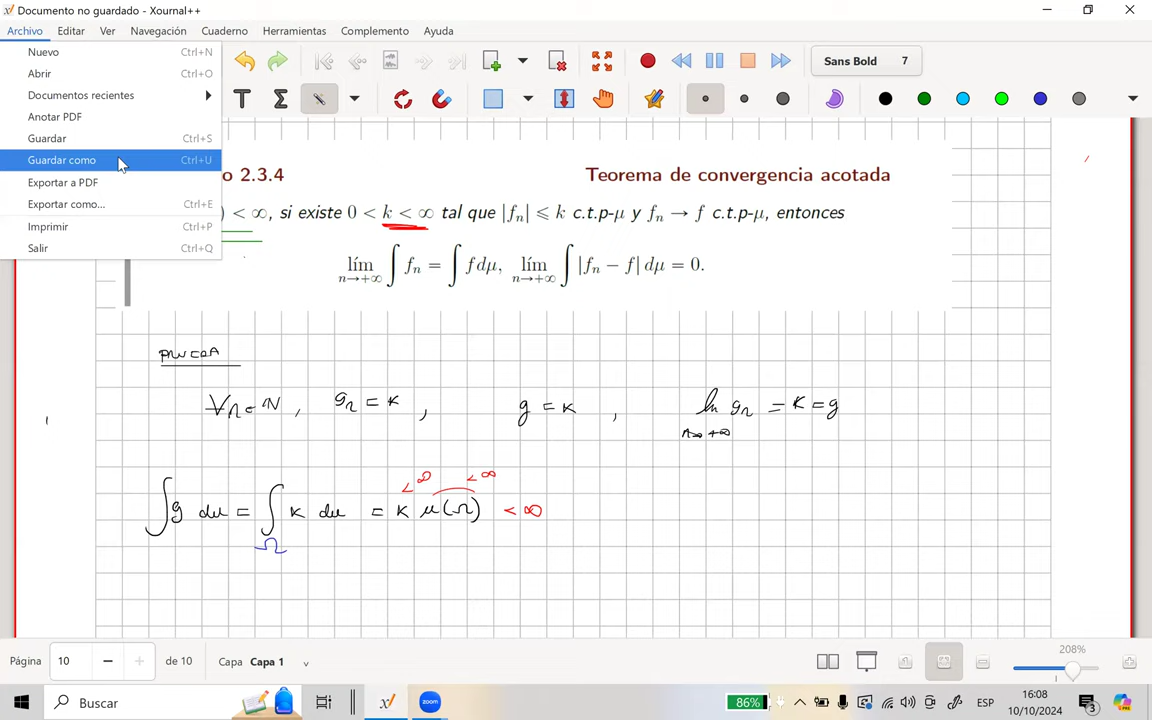 Documento no guardado - Xournal++
Archivo Editar Ver Navegación Cuaderno Herramientas Complemento Ayuda
Nuevo Ctrl+N
Abrir Ctrl+O
Documentos recientes
Anotar PDF
Guardar Ctrl+S
Guardar como Ctrl+U
Exportar a PDF
Exportar como... Ctrl+E
Imprimir Ctrl+P
Salir Ctrl+Q
Sans Bold 7
o 2.3.4 Teorema de convergencia acotada
) < ∞, si existe 0 < k < ∞ tal que |fₙ| ⩽ k c.t.p-μ y fₙ → f c.t.p-μ, entonces
lím n→+∞ ∫ fₙ = ∫ f dμ, lím n→+∞ ∫ |fₙ − f| dμ = 0.
PRUEBA
∀n∈ℕ, gₙ = k, g = k, lim n→+∞ gₙ = k = g
<∞ <∞
∫ g dμ = ∫ Ω k dμ = k μ(Ω) < ∞
Página 10 de 10 Capa Capa 1 208%
Buscar zoom 86% ESP 16:08
10/10/2024 3